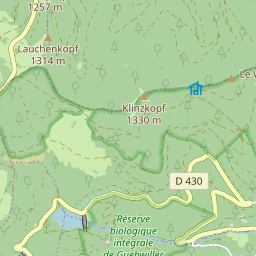 1257 m
Lauchenkopf
1314 m
Le
Klinzkopf
1330 m
D 430
Réserve
biologique
intégrale
de Guebwiller